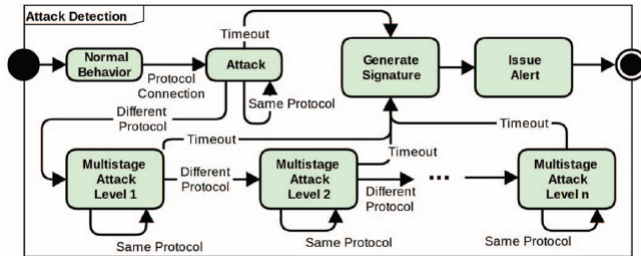 Attack Detection
Timeout
Normal
Behavior
Protocol
Connection
Attack
Generate
Signature
Issue
Alert
Same Protocol
Different
Protocol
Timeout
Timeout
Timeout
Multistage
Attack
Level 1
Different
Protocol
Multistage
Attack
Level 2
Different
Protocol
...
Multistage
Attack
Level n
Same Protocol
Same Protocol
Same Protocol